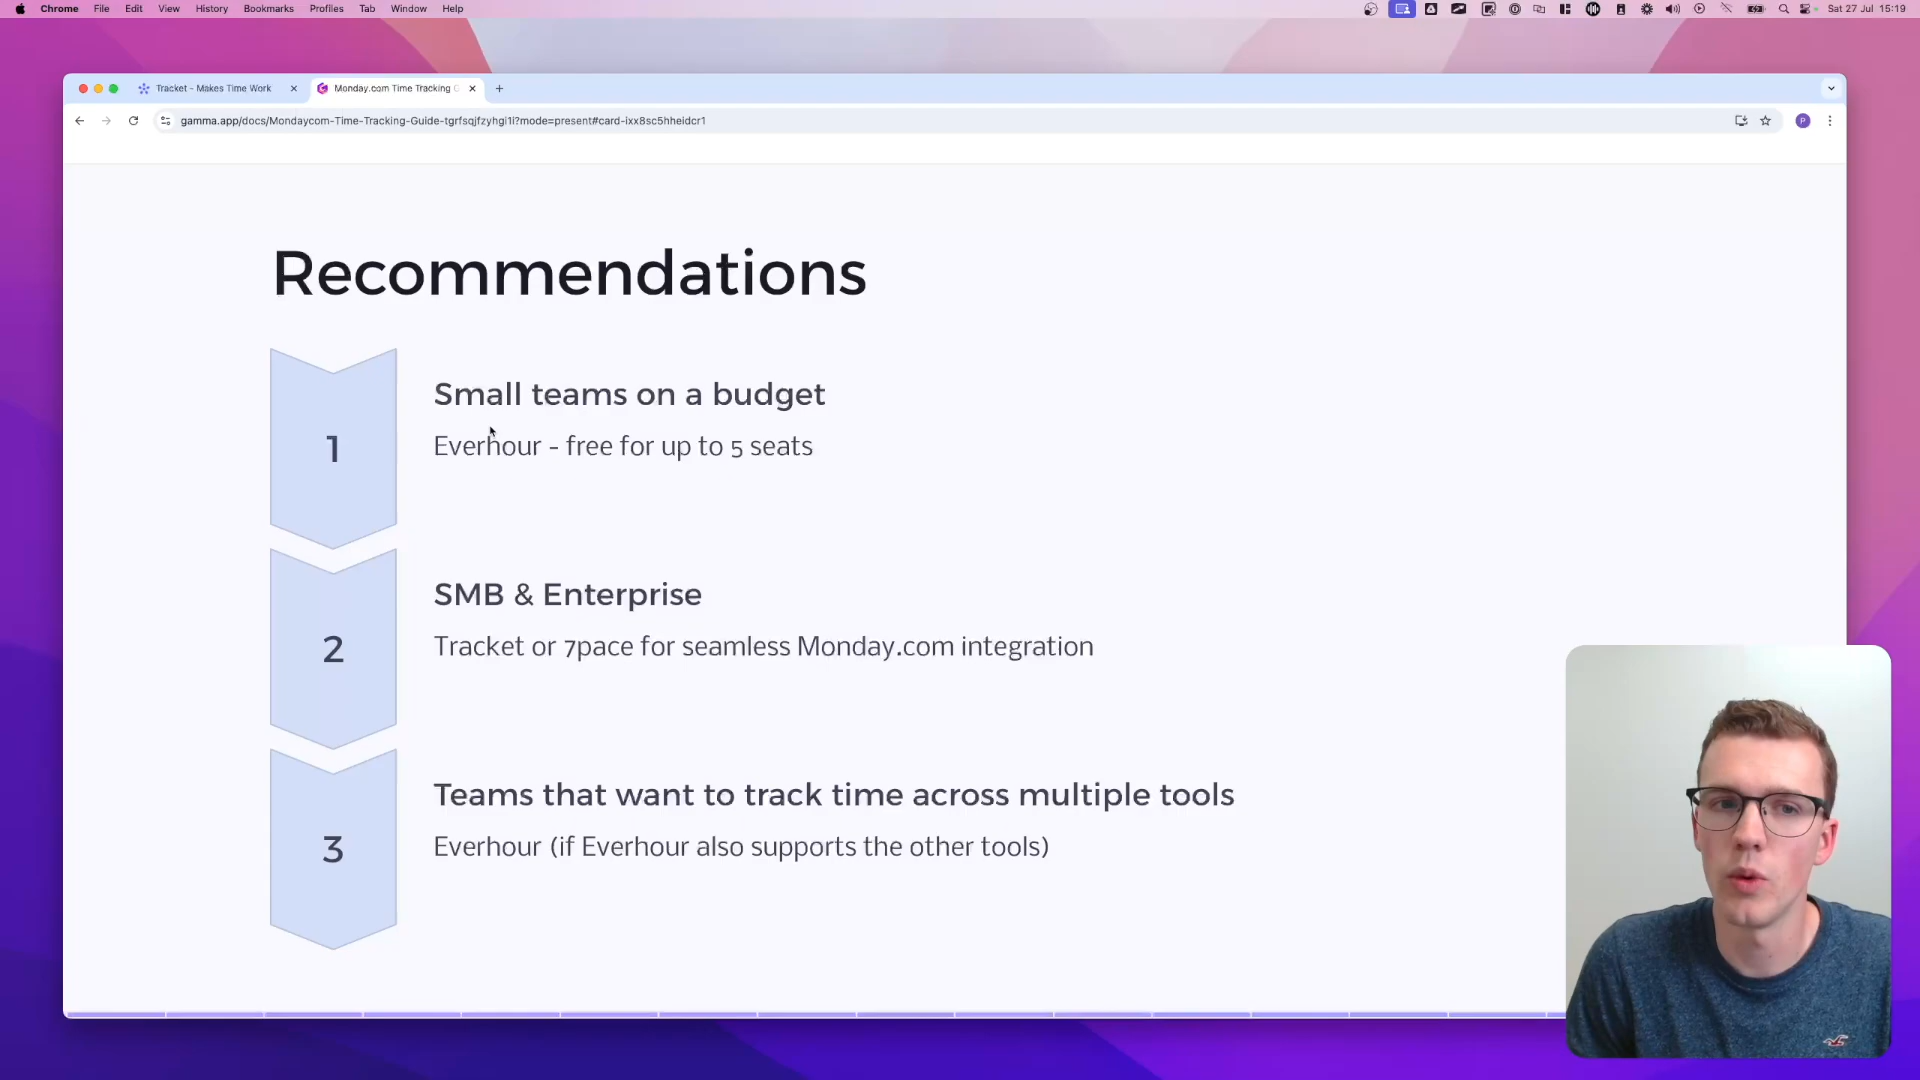 Chrome File Edit View History Bookmarks Profiles Tab Window Help
Sat 27 Jul 15:19
Tracket - Makes Time Work
Monday.com Time Tracking
gamma.app/docs/Mondaycom-Time-Tracking-Guide-tgrfsqjfzyhgi1i?mode=present#card-ixx8sc5hheidcr1
P
Recommendations
1
Small teams on a budget
Everhour - free for up to 5 seats
2
SMB & Enterprise
Tracket or 7pace for seamless Monday.com integration
3
Teams that want to track time across multiple tools
Everhour (if Everhour also supports the other tools)